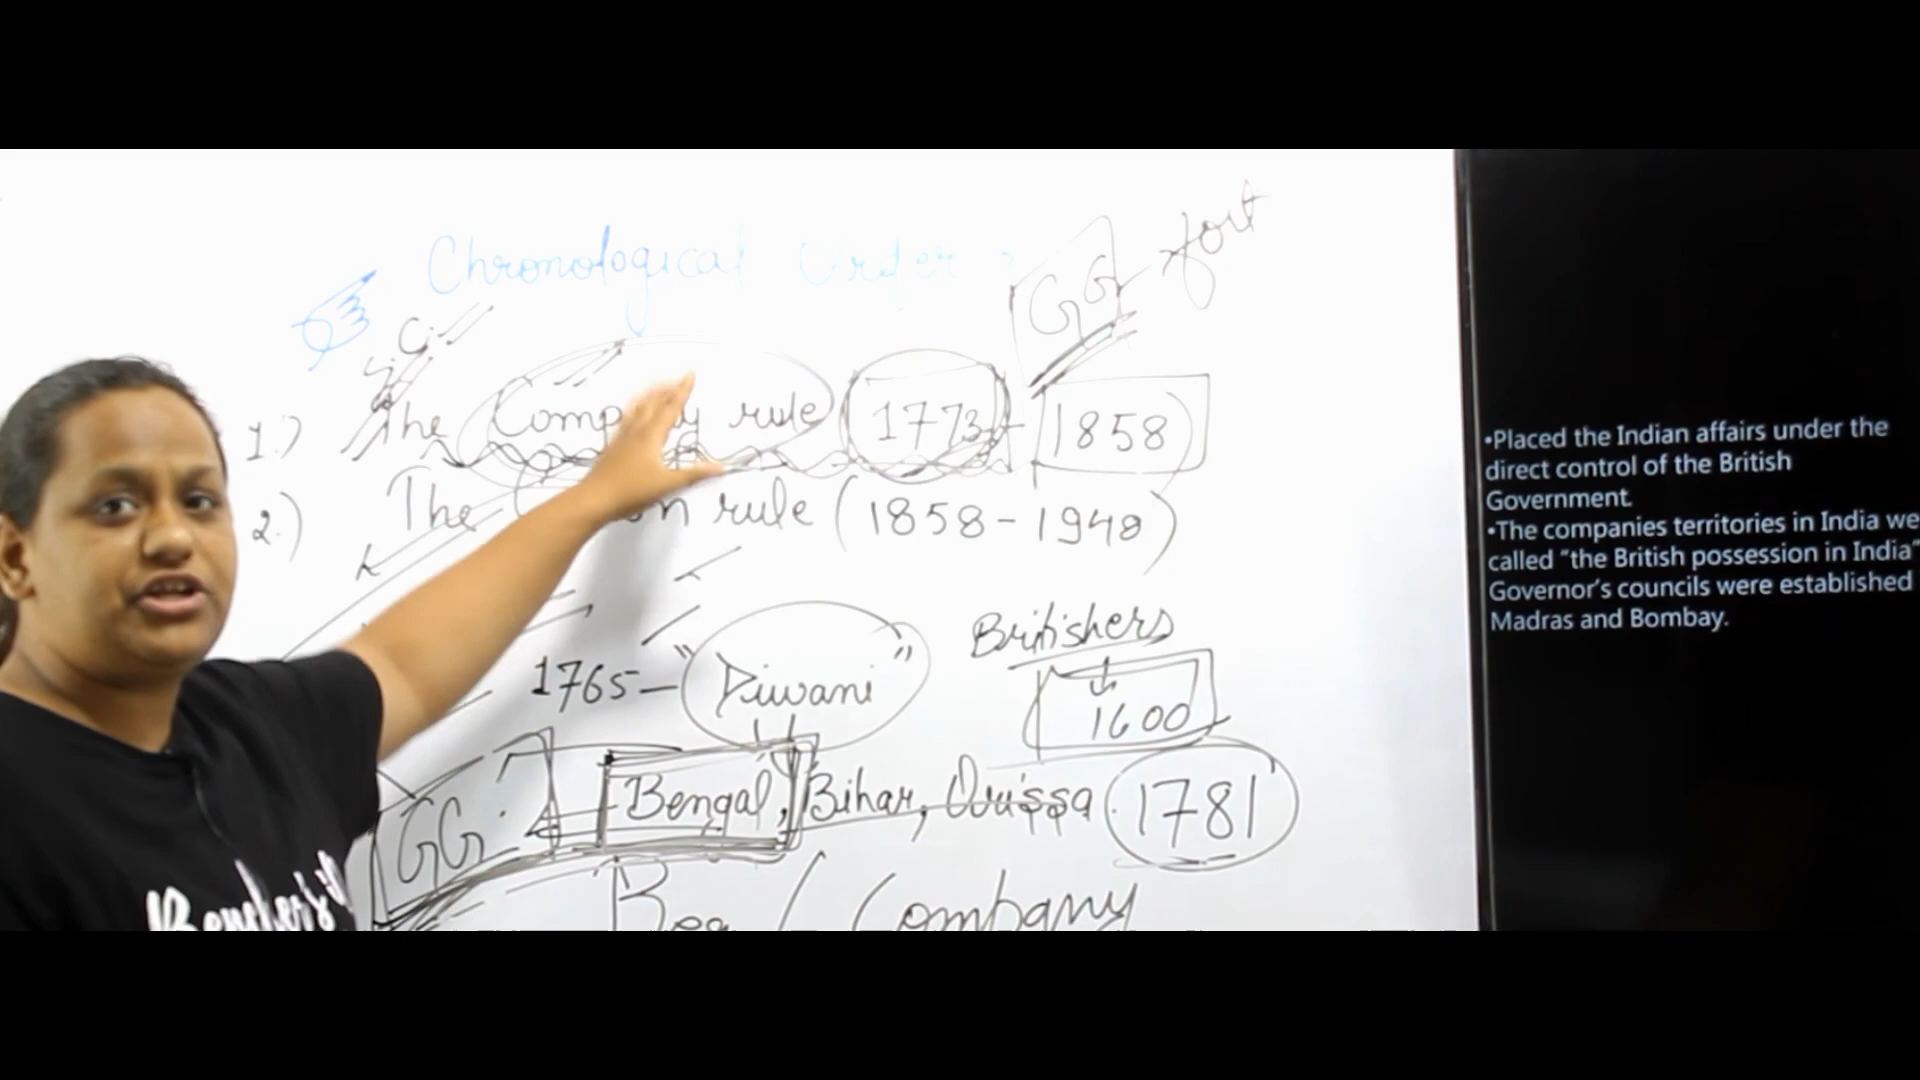 Chronological Order
GG fort
S.C.
1.) The Company rule 1773 - 1858
2.) The rule (1858-1948)
1765- "Diwani"
Britishers
1600
GG. Bengal, Bihar, Orissa 1781
/ Company
•Placed the Indian affairs under the
direct control of the British
Government.
•The companies territories in India we
called “the British possession in India”
Governor’s councils were established
Madras and Bombay.